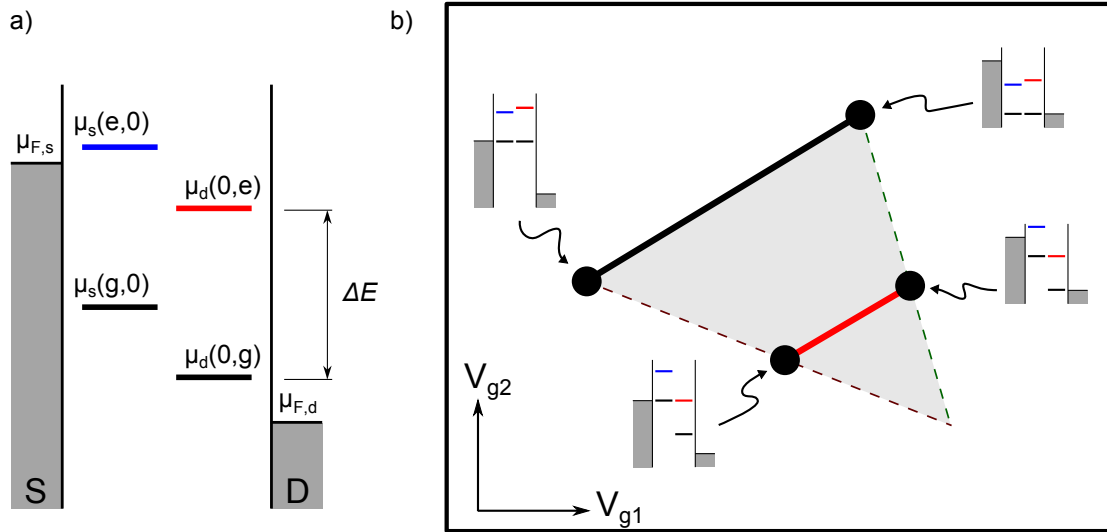 a)
μs(e,0)
μF,s
μd(0,e)
μs(g,0)
ΔE
μd(0,g)
μF,d
S
D
b)
Vg2
Vg1